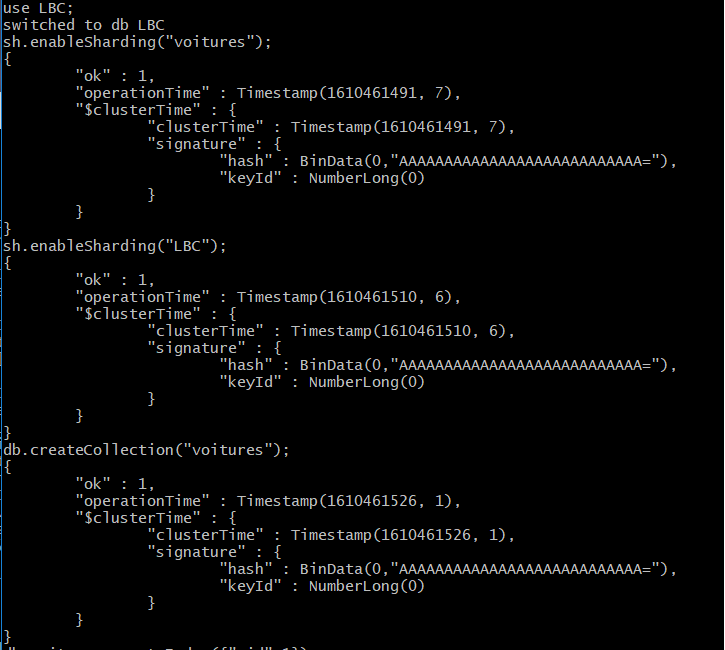 use LBC;
switched to db LBC
sh.enableSharding("voitures");
{
        "ok" : 1,
        "operationTime" : Timestamp(1610461491, 7),
        "$clusterTime" : {
                "clusterTime" : Timestamp(1610461491, 7),
                "signature" : {
                        "hash" : BinData(0,"AAAAAAAAAAAAAAAAAAAAAAAAAAA="),
                        "keyId" : NumberLong(0)
                }
        }
}
sh.enableSharding("LBC");
{
        "ok" : 1,
        "operationTime" : Timestamp(1610461510, 6),
        "$clusterTime" : {
                "clusterTime" : Timestamp(1610461510, 6),
                "signature" : {
                        "hash" : BinData(0,"AAAAAAAAAAAAAAAAAAAAAAAAAAA="),
                        "keyId" : NumberLong(0)
                }
        }
}
db.createCollection("voitures");
{
        "ok" : 1,
        "operationTime" : Timestamp(1610461526, 1),
        "$clusterTime" : {
                "clusterTime" : Timestamp(1610461526, 1),
                "signature" : {
                        "hash" : BinData(0,"AAAAAAAAAAAAAAAAAAAAAAAAAAA="),
                        "keyId" : NumberLong(0)
                }
        }
}